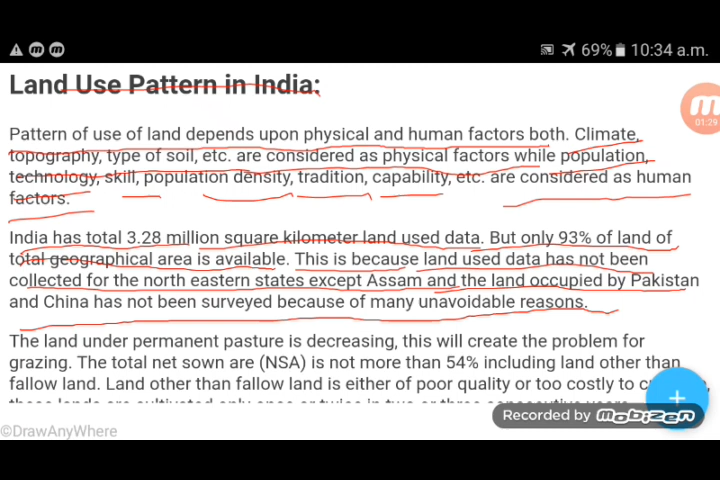 69% 10:34 a.m.
Land Use Pattern in India:
01:29
Pattern of use of land depends upon physical and human factors both. Climate,
topography, type of soil, etc. are considered as physical factors while population,
technology, skill, population density, tradition, capability, etc. are considered as human
factors.
India has total 3.28 million square kilometer land used data. But only 93% of land of
total geographical area is available. This is because land used data has not been
collected for the north eastern states except Assam and the land occupied by Pakistan
and China has not been surveyed because of many unavoidable reasons.
The land under permanent pasture is decreasing, this will create the problem for
grazing. The total net sown are (NSA) is not more than 54% including land other than
fallow land. Land other than fallow land is either of poor quality or too costly to
Recorded by mobizen
©DrawAnyWhere